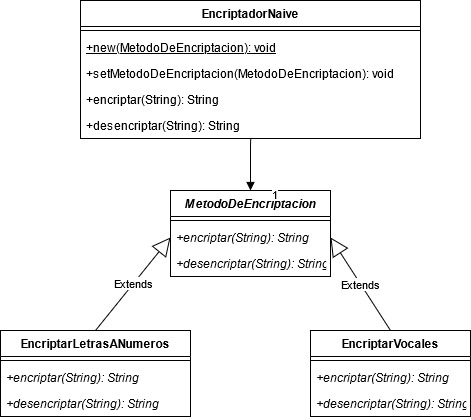 EncriptadorNaive
+new(MetodoDeEncriptacion): void
+setMetodoDeEncriptacion(MetodoDeEncriptacion): void
+encriptar(String): String
+desencriptar(String): String
1
MetodoDeEncriptacion
+encriptar(String): String
+desencriptar(String): String
Extends
Extends
EncriptarLetrasANumeros
+encriptar(String): String
+desencriptar(String): String
EncriptarVocales
+encriptar(String): String
+desencriptar(String): String